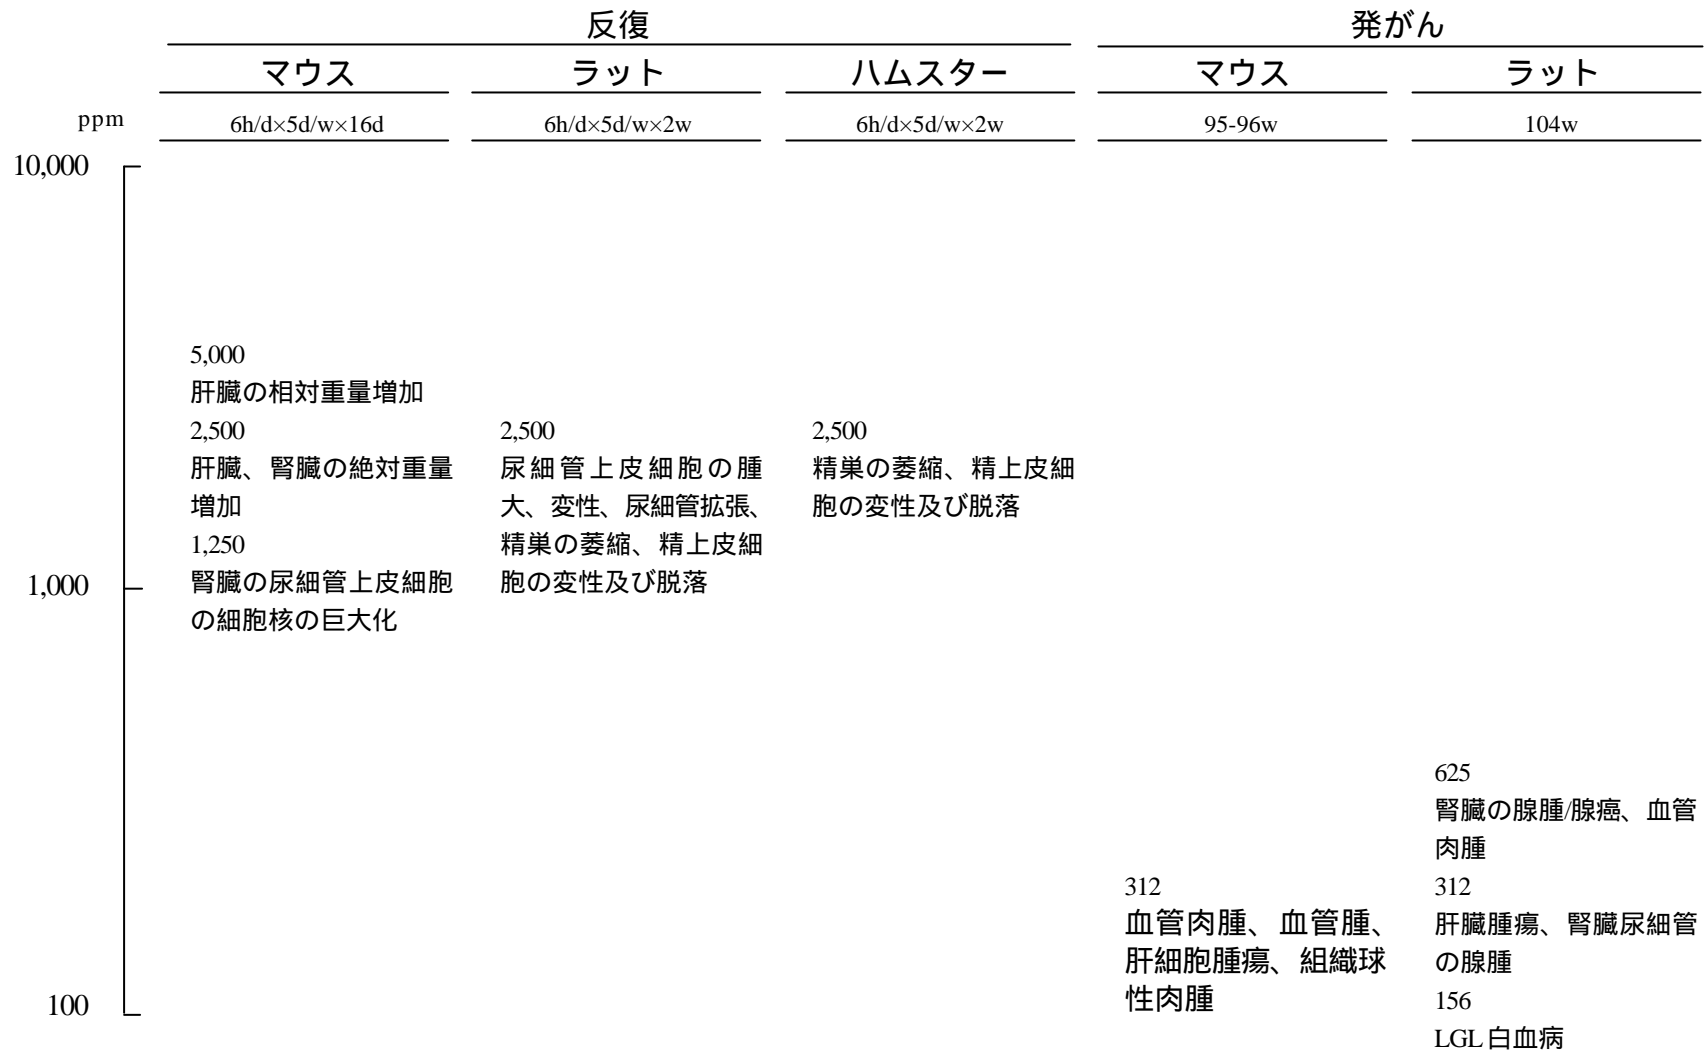 反復
発がん
マウス
ラット
ハムスター
マウス
ラット
ppm
6h/d×5d/w×16d
6h/d×5d/w×2w
6h/d×5d/w×2w
95-96w
104w
10,000
1,000
100
5,000
肝臓の相対重量増加
2,500
肝臓、腎臓の絶対重量
増加
1,250
腎臓の尿細管上皮細胞
の細胞核の巨大化
2,500
尿細管上皮細胞の腫
大、変性、尿細管拡張、
精巣の萎縮、精上皮細
胞の変性及び脱落
2,500
精巣の萎縮、精上皮細
胞の変性及び脱落
312
血管肉腫、血管腫、
肝細胞腫瘍、組織球
性肉腫
625
腎臓の腺腫/腺癌、血管
肉腫
312
肝臓腫瘍、腎臓尿細管
の腺腫
156
LGL白血病